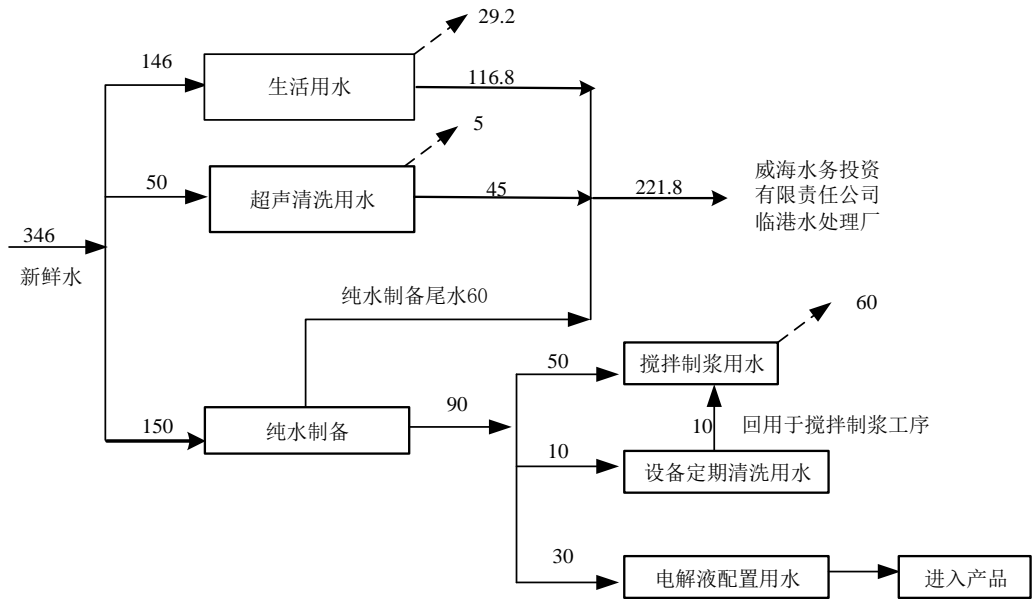 29.2
146
生活用水
116.8
5
50
超声清洗用水
45
221.8
威海水务投资
有限责任公司
临港水处理厂
346
新鲜水
纯水制备尾水60
60
50
搅拌制浆用水
150
纯水制备
90
10
回用于搅拌制浆工序
10
设备定期清洗用水
30
电解液配置用水
进入产品